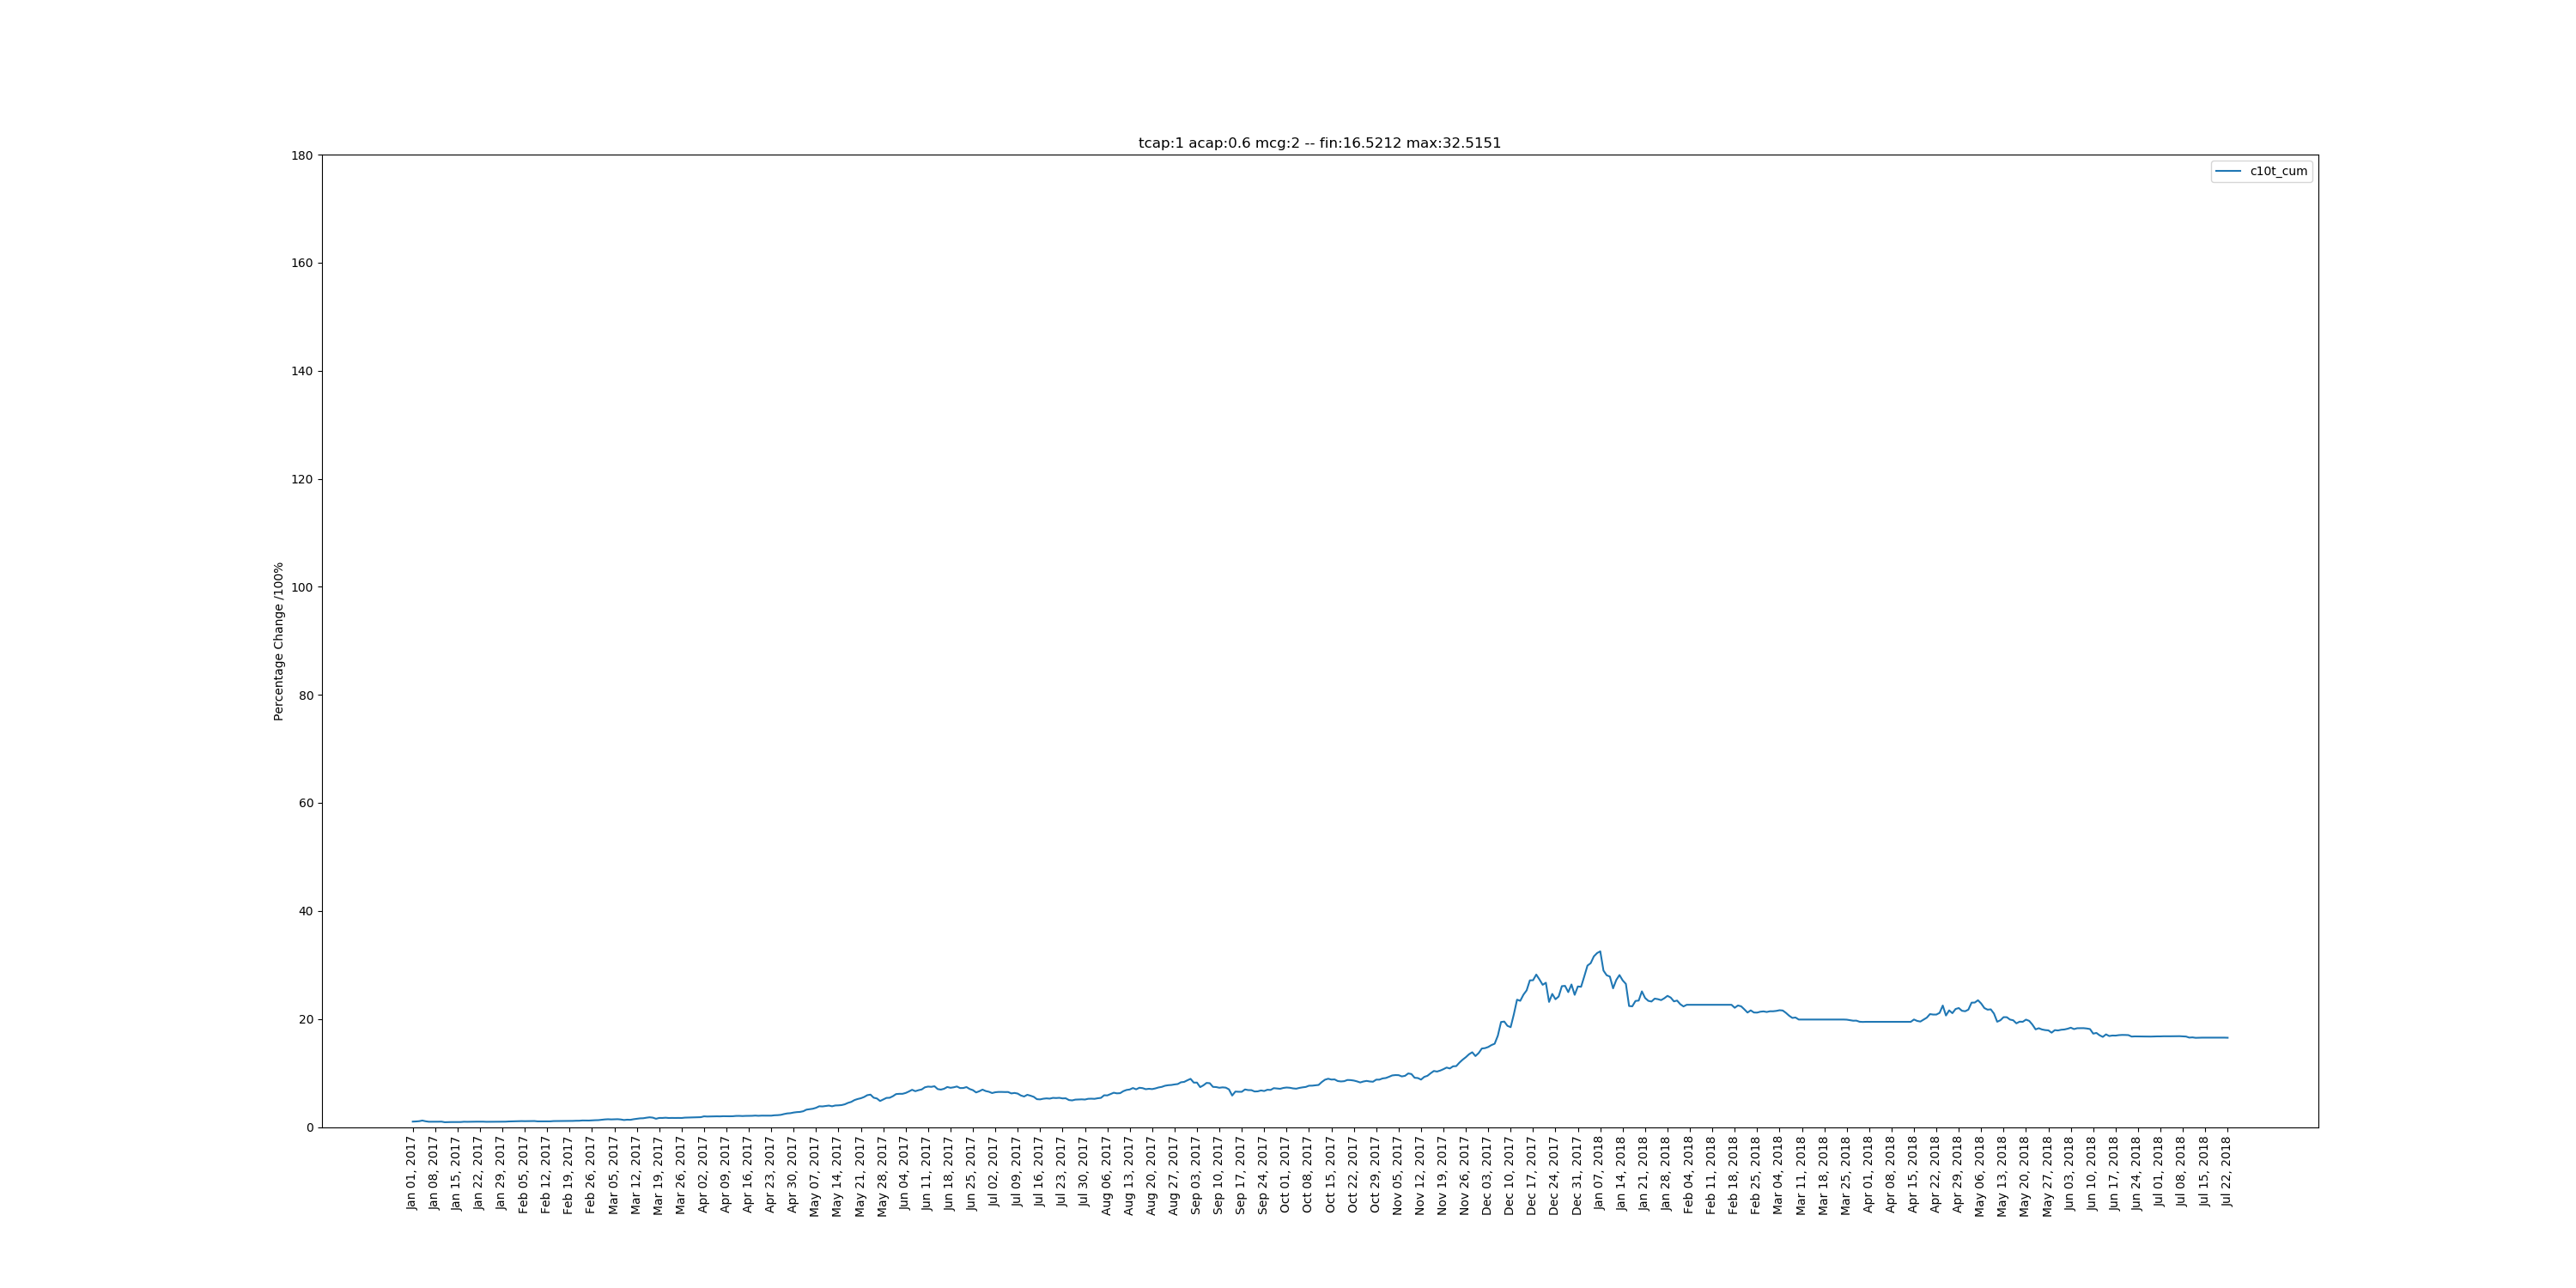 tcap:1 acap:0.6 mcg:2 -- fin:16.5212 max:32.5151
c10t_cum
Percentage Change /100%
180
160
140
120
100
80
60
40
20
0
Jan 01, 2017
Jan 08, 2017
Jan 15, 2017
Jan 22, 2017
Jan 29, 2017
Feb 05, 2017
Feb 12, 2017
Feb 19, 2017
Feb 26, 2017
Mar 05, 2017
Mar 12, 2017
Mar 19, 2017
Mar 26, 2017
Apr 02, 2017
Apr 09, 2017
Apr 16, 2017
Apr 23, 2017
Apr 30, 2017
May 07, 2017
May 14, 2017
May 21, 2017
May 28, 2017
Jun 04, 2017
Jun 11, 2017
Jun 18, 2017
Jun 25, 2017
Jul 02, 2017
Jul 09, 2017
Jul 16, 2017
Jul 23, 2017
Jul 30, 2017
Aug 06, 2017
Aug 13, 2017
Aug 20, 2017
Aug 27, 2017
Sep 03, 2017
Sep 10, 2017
Sep 17, 2017
Sep 24, 2017
Oct 01, 2017
Oct 08, 2017
Oct 15, 2017
Oct 22, 2017
Oct 29, 2017
Nov 05, 2017
Nov 12, 2017
Nov 19, 2017
Nov 26, 2017
Dec 03, 2017
Dec 10, 2017
Dec 17, 2017
Dec 24, 2017
Dec 31, 2017
Jan 07, 2018
Jan 14, 2018
Jan 21, 2018
Jan 28, 2018
Feb 04, 2018
Feb 11, 2018
Feb 18, 2018
Feb 25, 2018
Mar 04, 2018
Mar 11, 2018
Mar 18, 2018
Mar 25, 2018
Apr 01, 2018
Apr 08, 2018
Apr 15, 2018
Apr 22, 2018
Apr 29, 2018
May 06, 2018
May 13, 2018
May 20, 2018
May 27, 2018
Jun 03, 2018
Jun 10, 2018
Jun 17, 2018
Jun 24, 2018
Jul 01, 2018
Jul 08, 2018
Jul 15, 2018
Jul 22, 2018